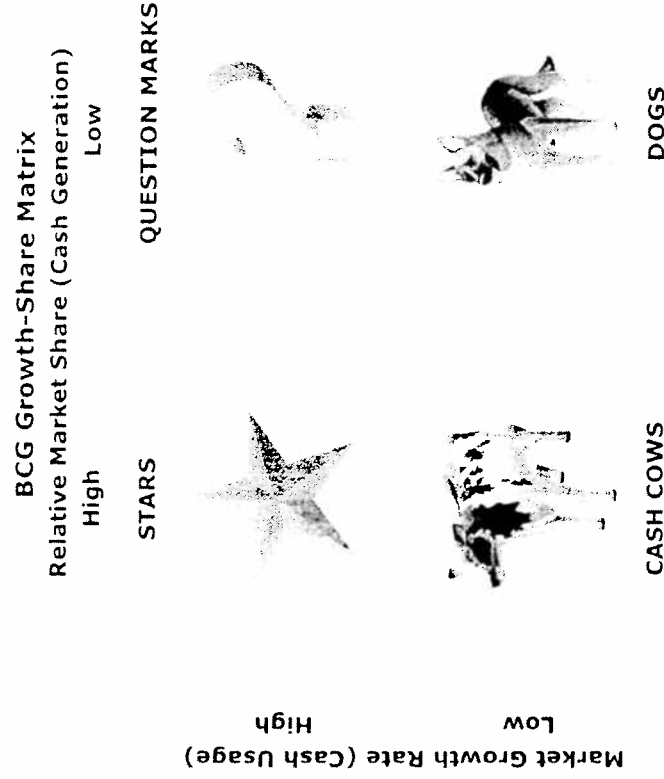 BCG Growth-Share Matrix
Relative Market Share (Cash Generation)
High Low
STARS QUESTION MARKS
Market Growth Rate (Cash Usage)
High
Low
CASH COWS DOGS